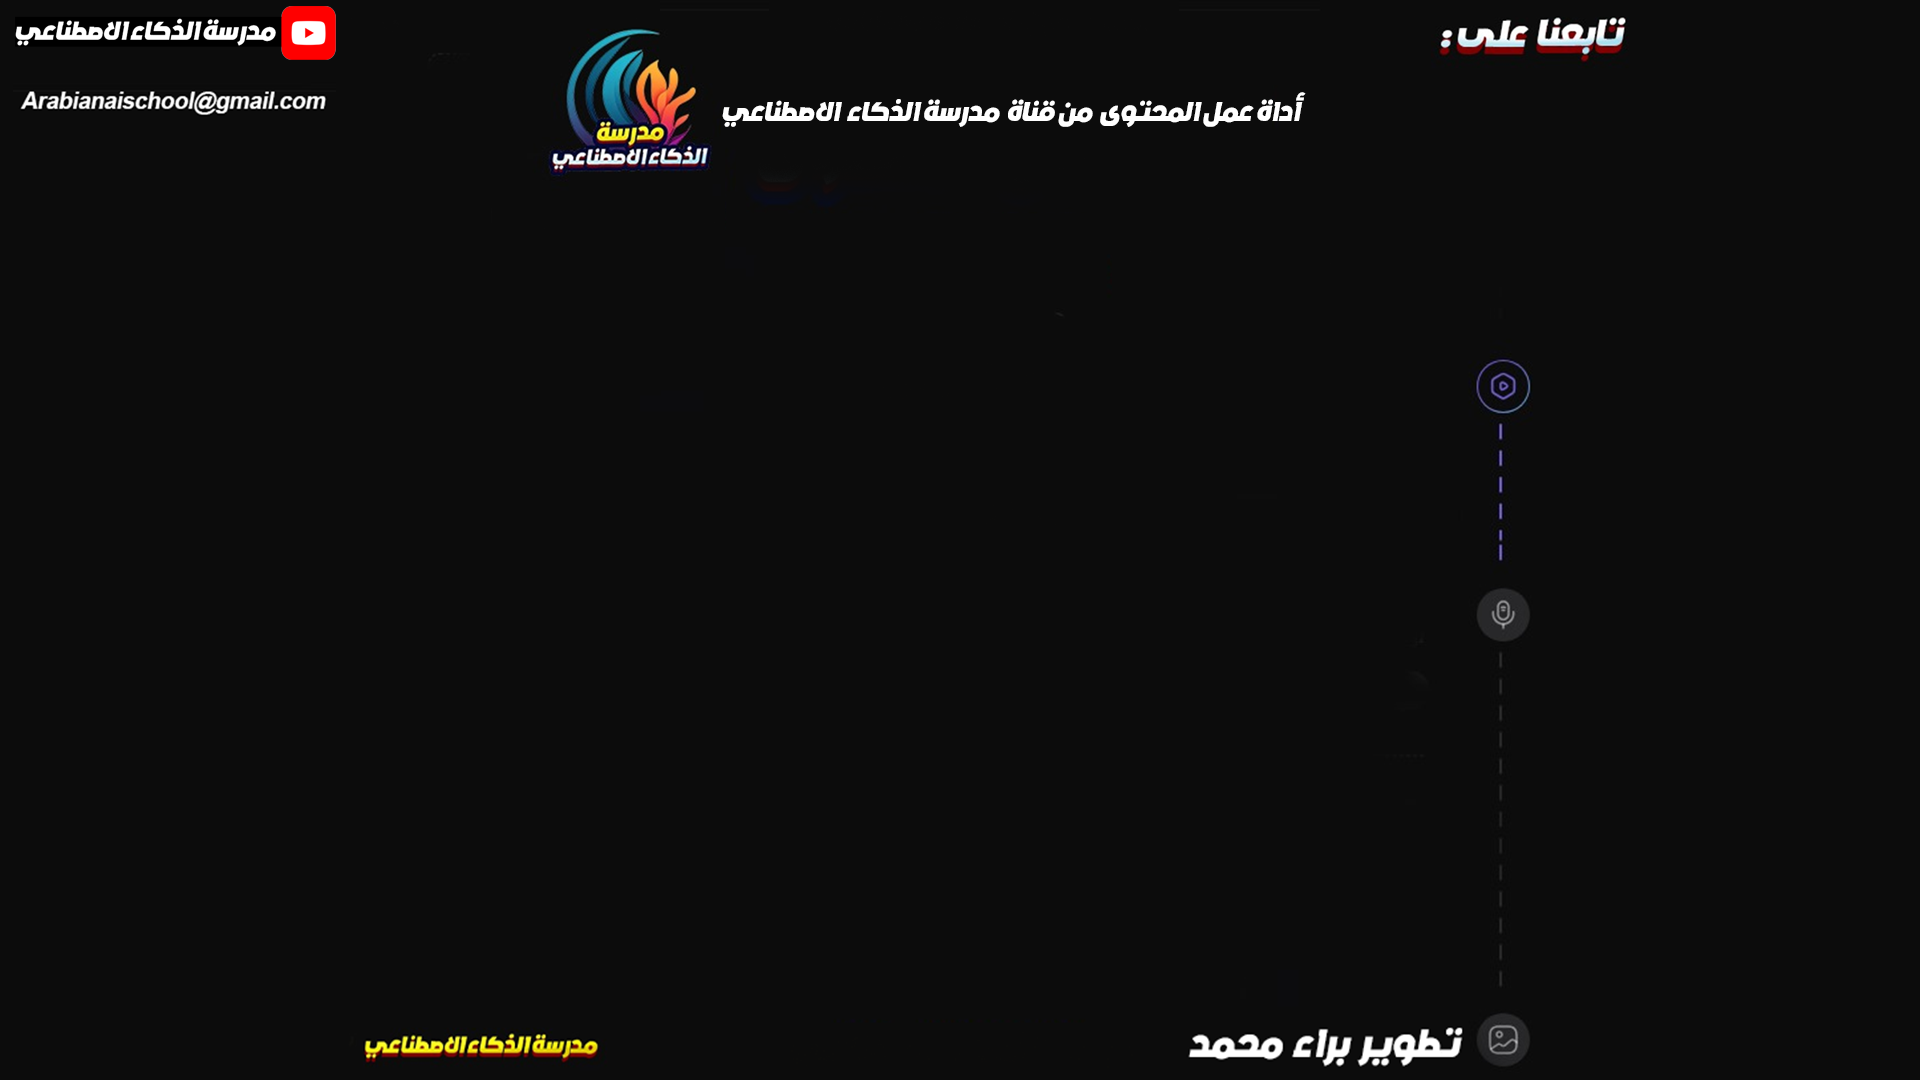 مدرسة الذكاء الاصطناعي
تابعنا على :
Arabianaischool@gmail.com
أداة عمل المحتوى من قناة مدرسة الذكاء الاصطناعي
مدرسة
الذكاء الاصطناعي
تطوير براء محمد
مدرسة الذكاء الاصطناعي